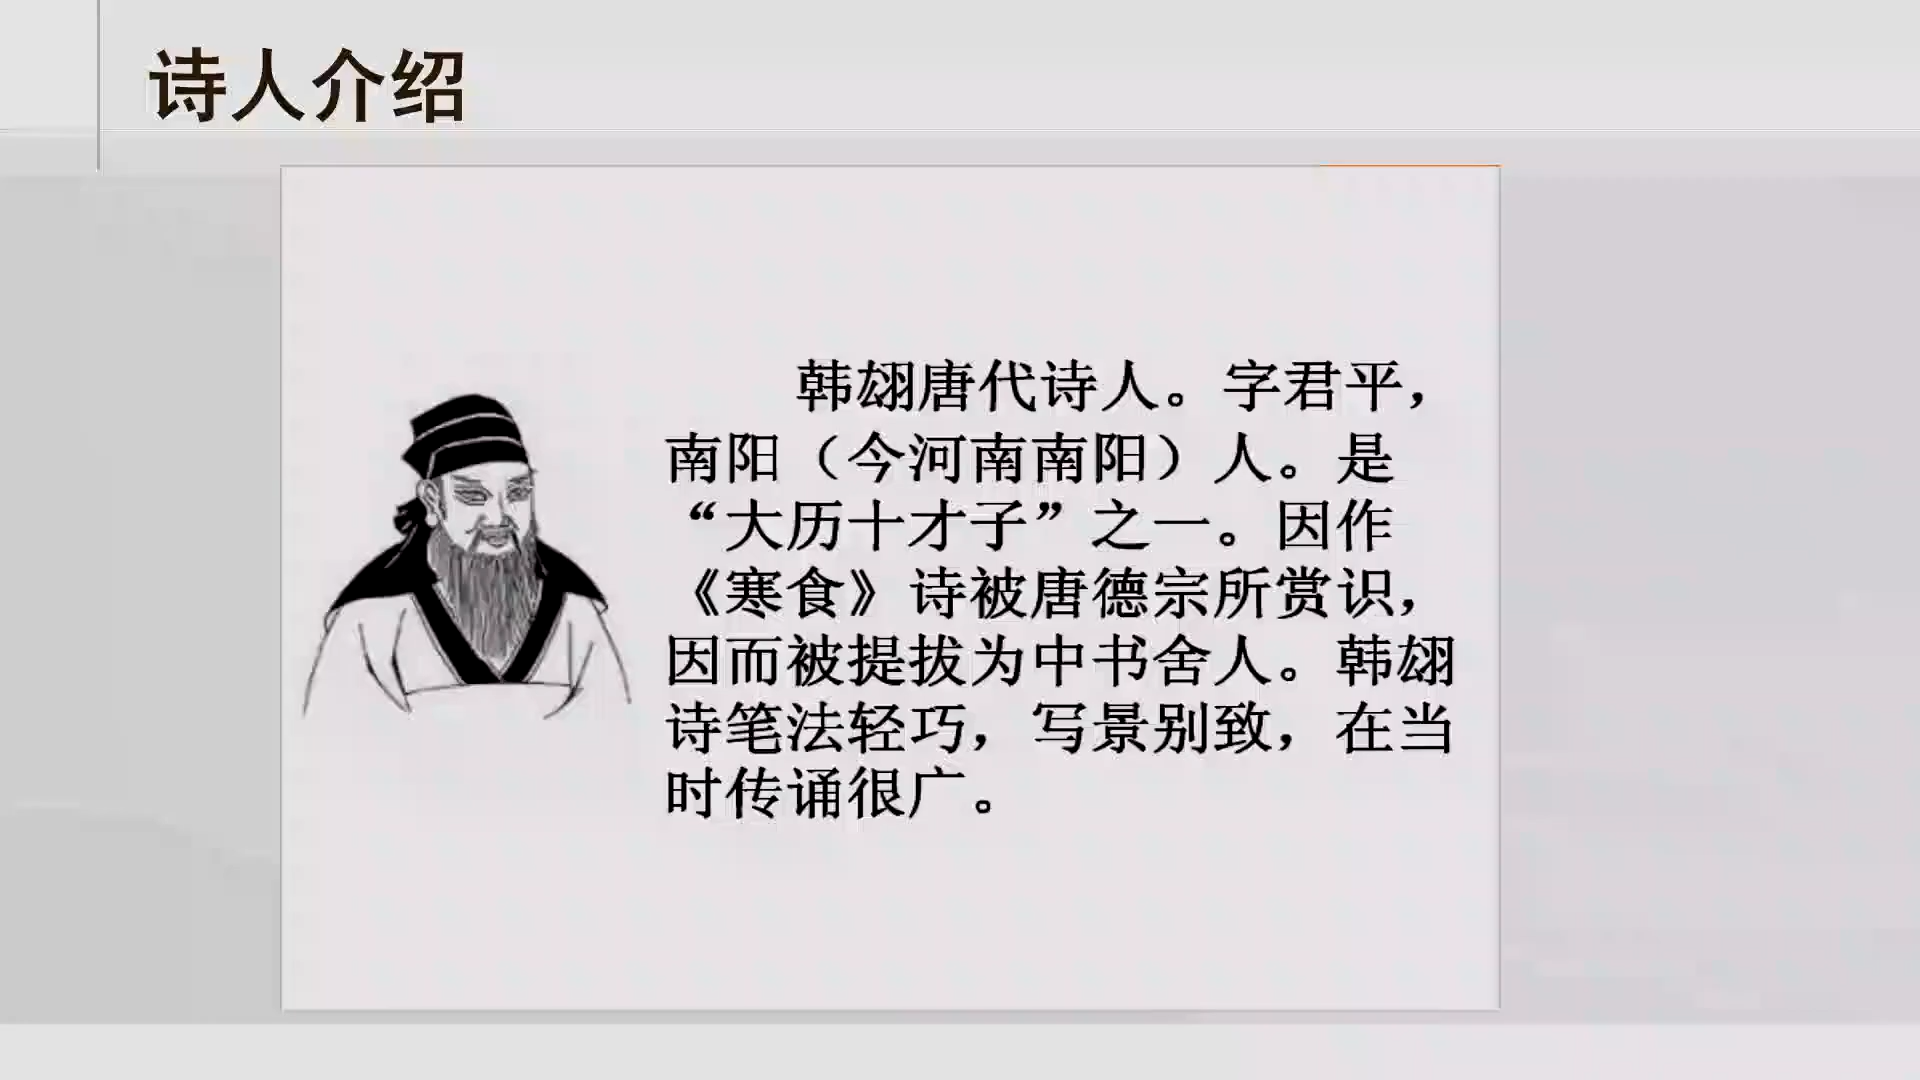 诗人介绍
韩翃唐代诗人。字君平，
南阳（今河南南阳）人。是
“大历十才子”之一。因作
《寒食》诗被唐德宗所赏识，
因而被提拔为中书舍人。韩翃
诗笔法轻巧，写景别致，在当
时传诵很广。